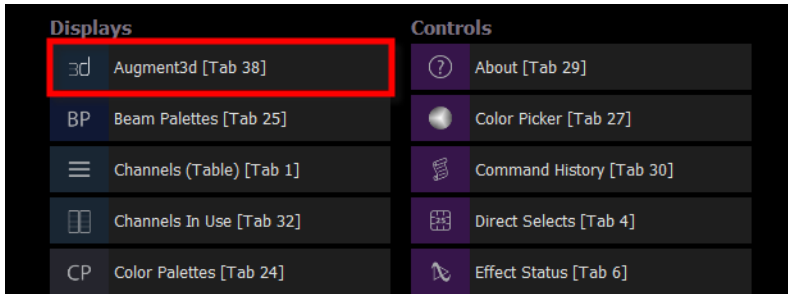 Displays
Controls
3d Augment3d [Tab 38]
? About [Tab 29]
BP Beam Palettes [Tab 25]
Color Picker [Tab 27]
Channels (Table) [Tab 1]
Command History [Tab 30]
Channels In Use [Tab 32]
Direct Selects [Tab 4]
CP Color Palettes [Tab 24]
Effect Status [Tab 6]